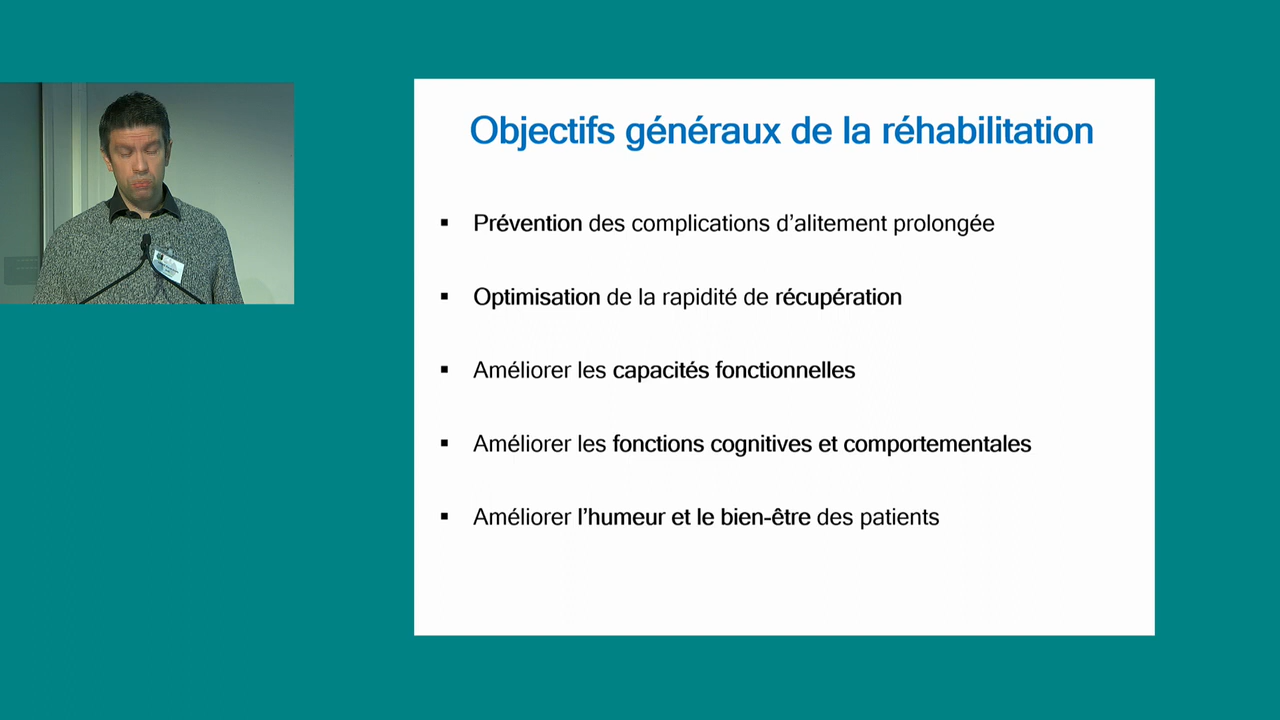 Objectifs généraux de la réhabilitation
▪ Prévention des complications d’alitement prolongée
▪ Optimisation de la rapidité de récupération
▪ Améliorer les capacités fonctionnelles
▪ Améliorer les fonctions cognitives et comportementales
▪ Améliorer l’humeur et le bien-être des patients